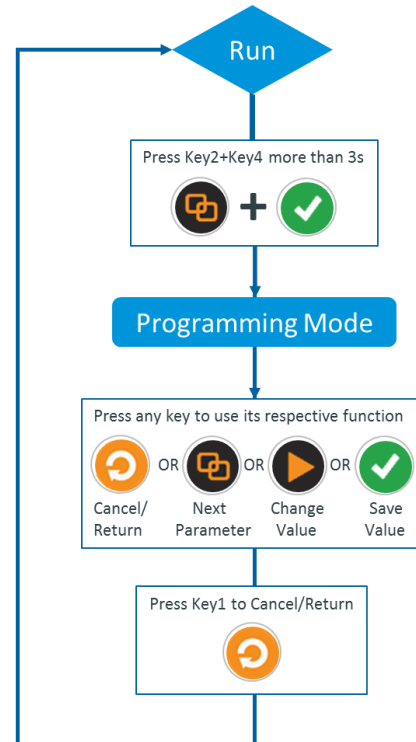 Run
Press Key2+Key4 more than 3s
+
Programming Mode
Press any key to use its respective function
OR OR OR
Cancel/ Next Change Save
Return Parameter Value Value
Press Key1 to Cancel/Return